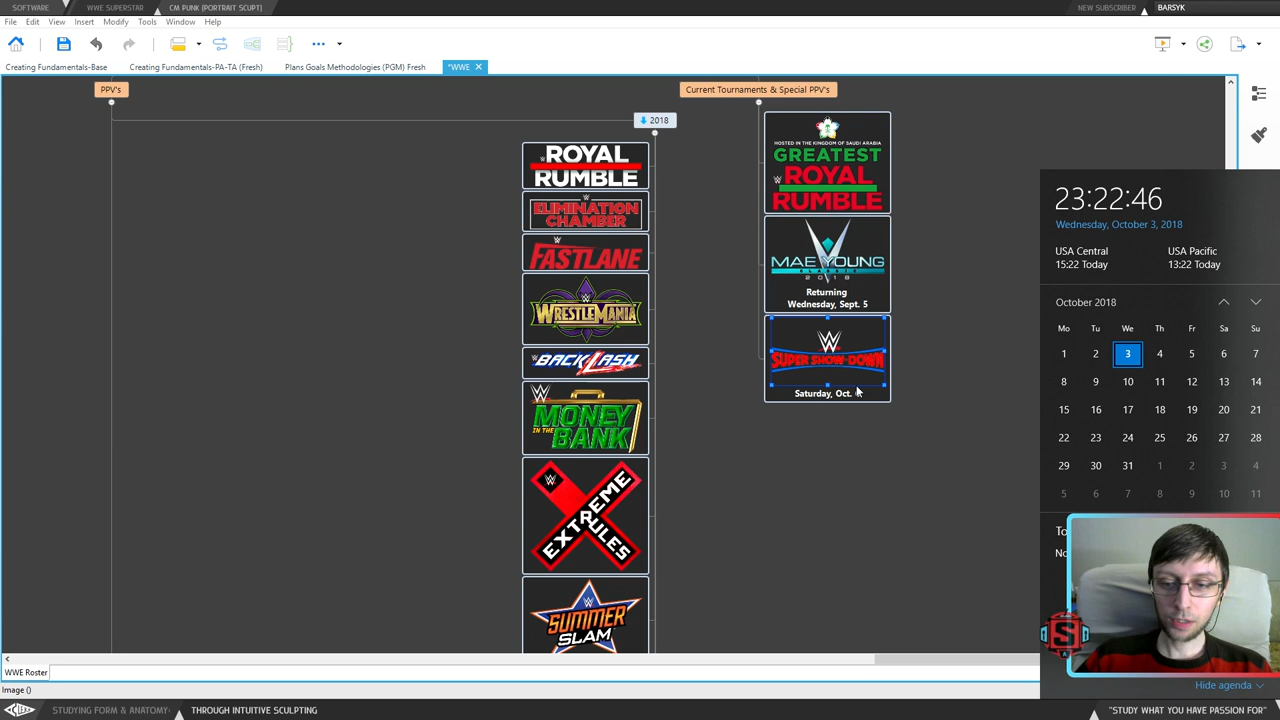 SOFTWARE
WWE SUPERSTAR
CM PUNK (PORTRAIT SCUPT)
NEW SUBSCRIBER
BARSYK
File Edit View Insert Modify Tools Window Help
Creating Fundamentals-Base
Creating Fundamentals-PA-TA (Fresh)
Plans Goals Methodologies (PGM) Fresh
*WWE
PPV's
2018
ROYAL
RUMBLE
ELIMINATION
CHAMBER
FASTLANE
WRESTLEMANIA
BACKLASH
MONEY
IN THE
BANK
EXTREME
RULES
SUMMER
SLAM
Current Tournaments & Special PPV's
HOSTED IN THE KINGDOM OF SAUDI ARABIA
GREATEST
ROYAL
RUMBLE
MAE YOUNG
CLASSIC
2018
Returning
Wednesday, Sept. 5
SUPER SHOW-DOWN
Saturday, Oct.
23:22:46
Wednesday, October 3, 2018
USA Central USA Pacific
15:22 Today 13:22 Today
October 2018
Mo Tu We Th Fr Sa Su
1 2 3 4 5 6 7
8 9 10 11 12 13 14
15 16 17 18 19 20 21
22 23 24 25 26 27 28
29 30 31 1 2 3 4
5 6 7 8 9 10 11
Hide agenda
WWE Roster
Image ()
STUDYING FORM & ANATOMY
THROUGH INTUITIVE SCULPTING
"STUDY WHAT YOU HAVE PASSION FOR"